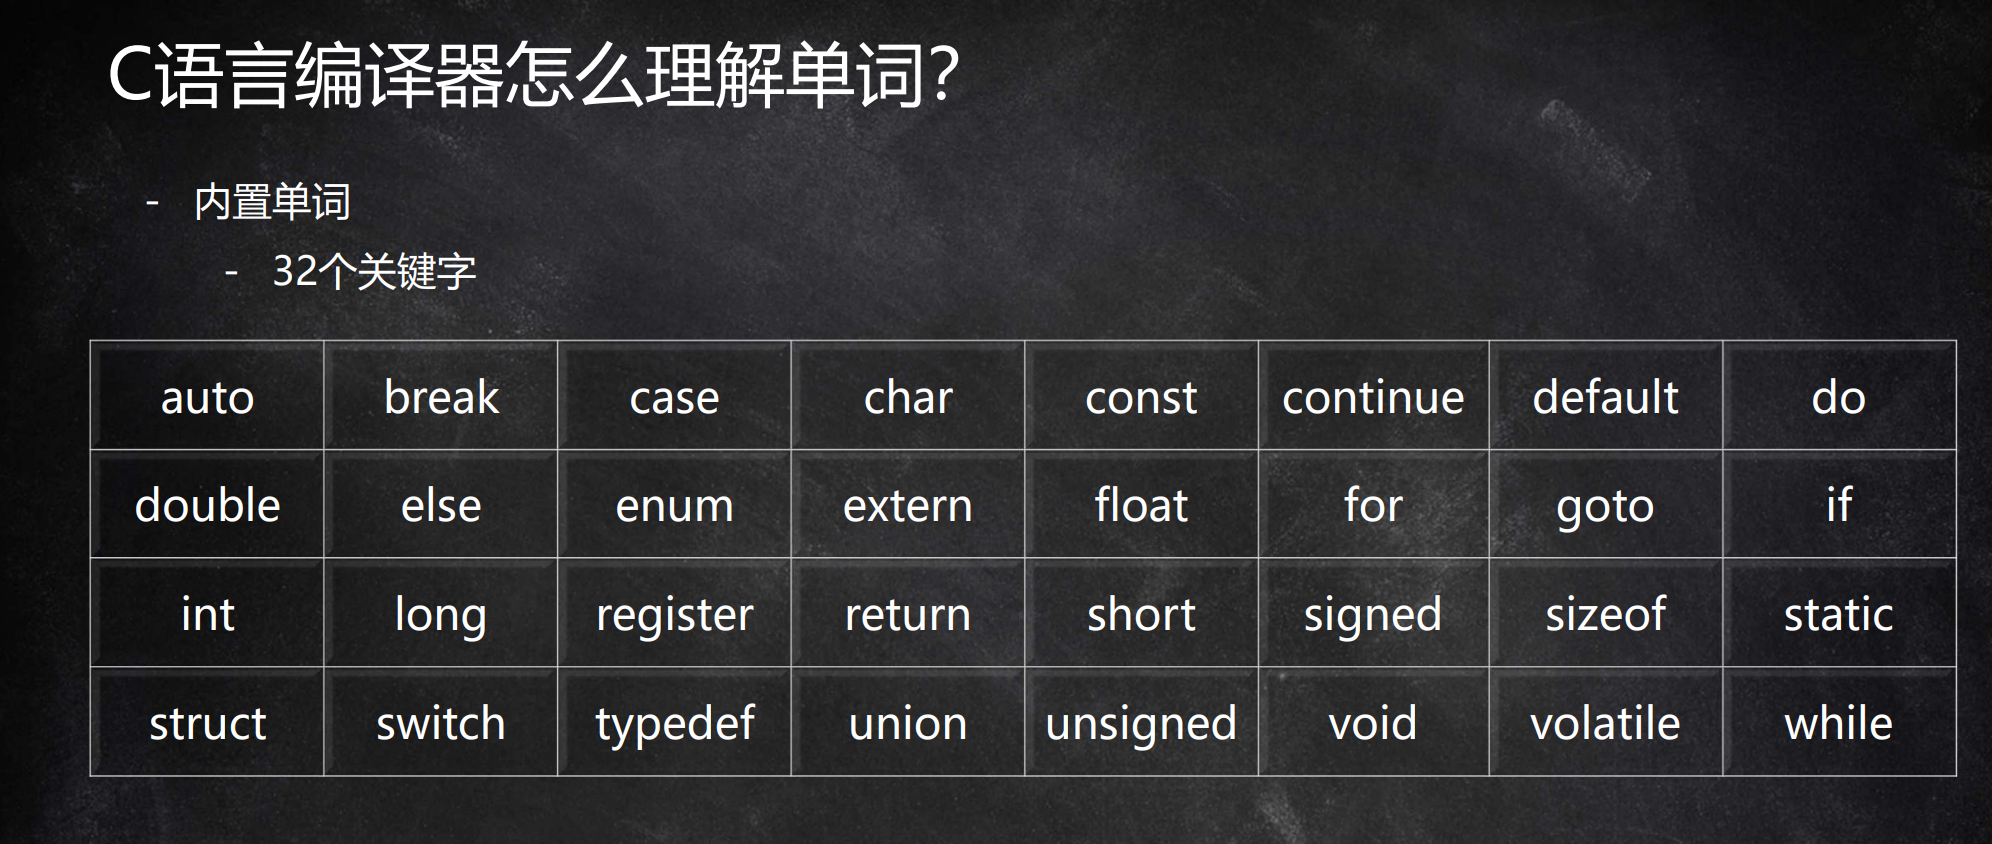 C语言编译器怎么理解单词？
- 内置单词
- 32个关键字
auto break case char const continue default do
double else enum extern float for goto if
int long register return short signed sizeof static
struct switch typedef union unsigned void volatile while